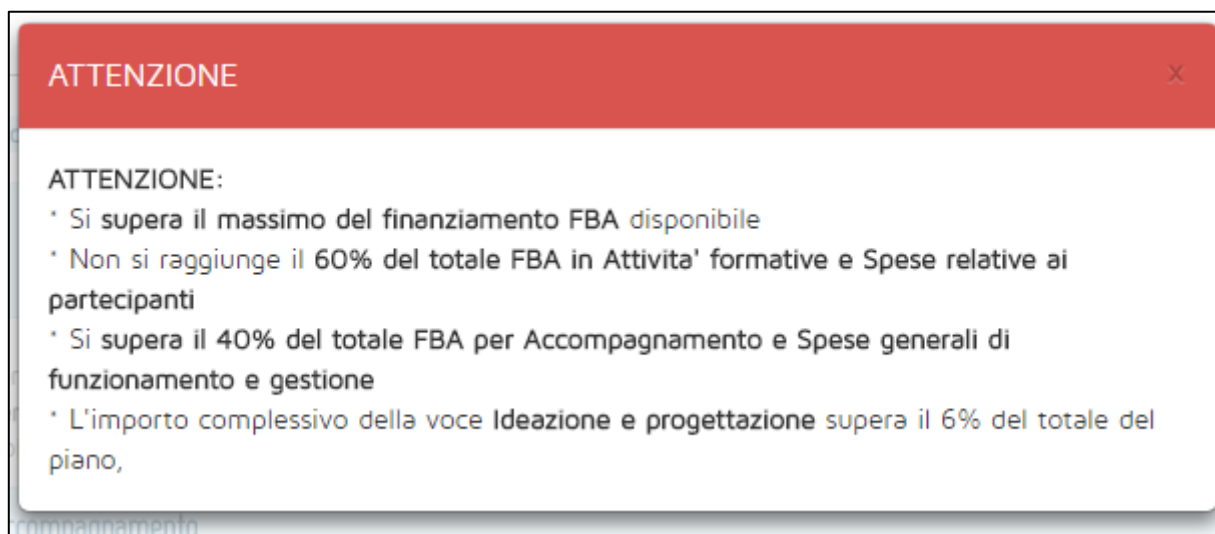 ATTENZIONE x
ATTENZIONE:
* Si supera il massimo del finanziamento FBA disponibile
* Non si raggiunge il 60% del totale FBA in Attivita' formative e Spese relative ai
partecipanti
* Si supera il 40% del totale FBA per Accompagnamento e Spese generali di
funzionamento e gestione
* L'importo complessivo della voce Ideazione e progettazione supera il 6% del totale del
piano,
ccompagnamento